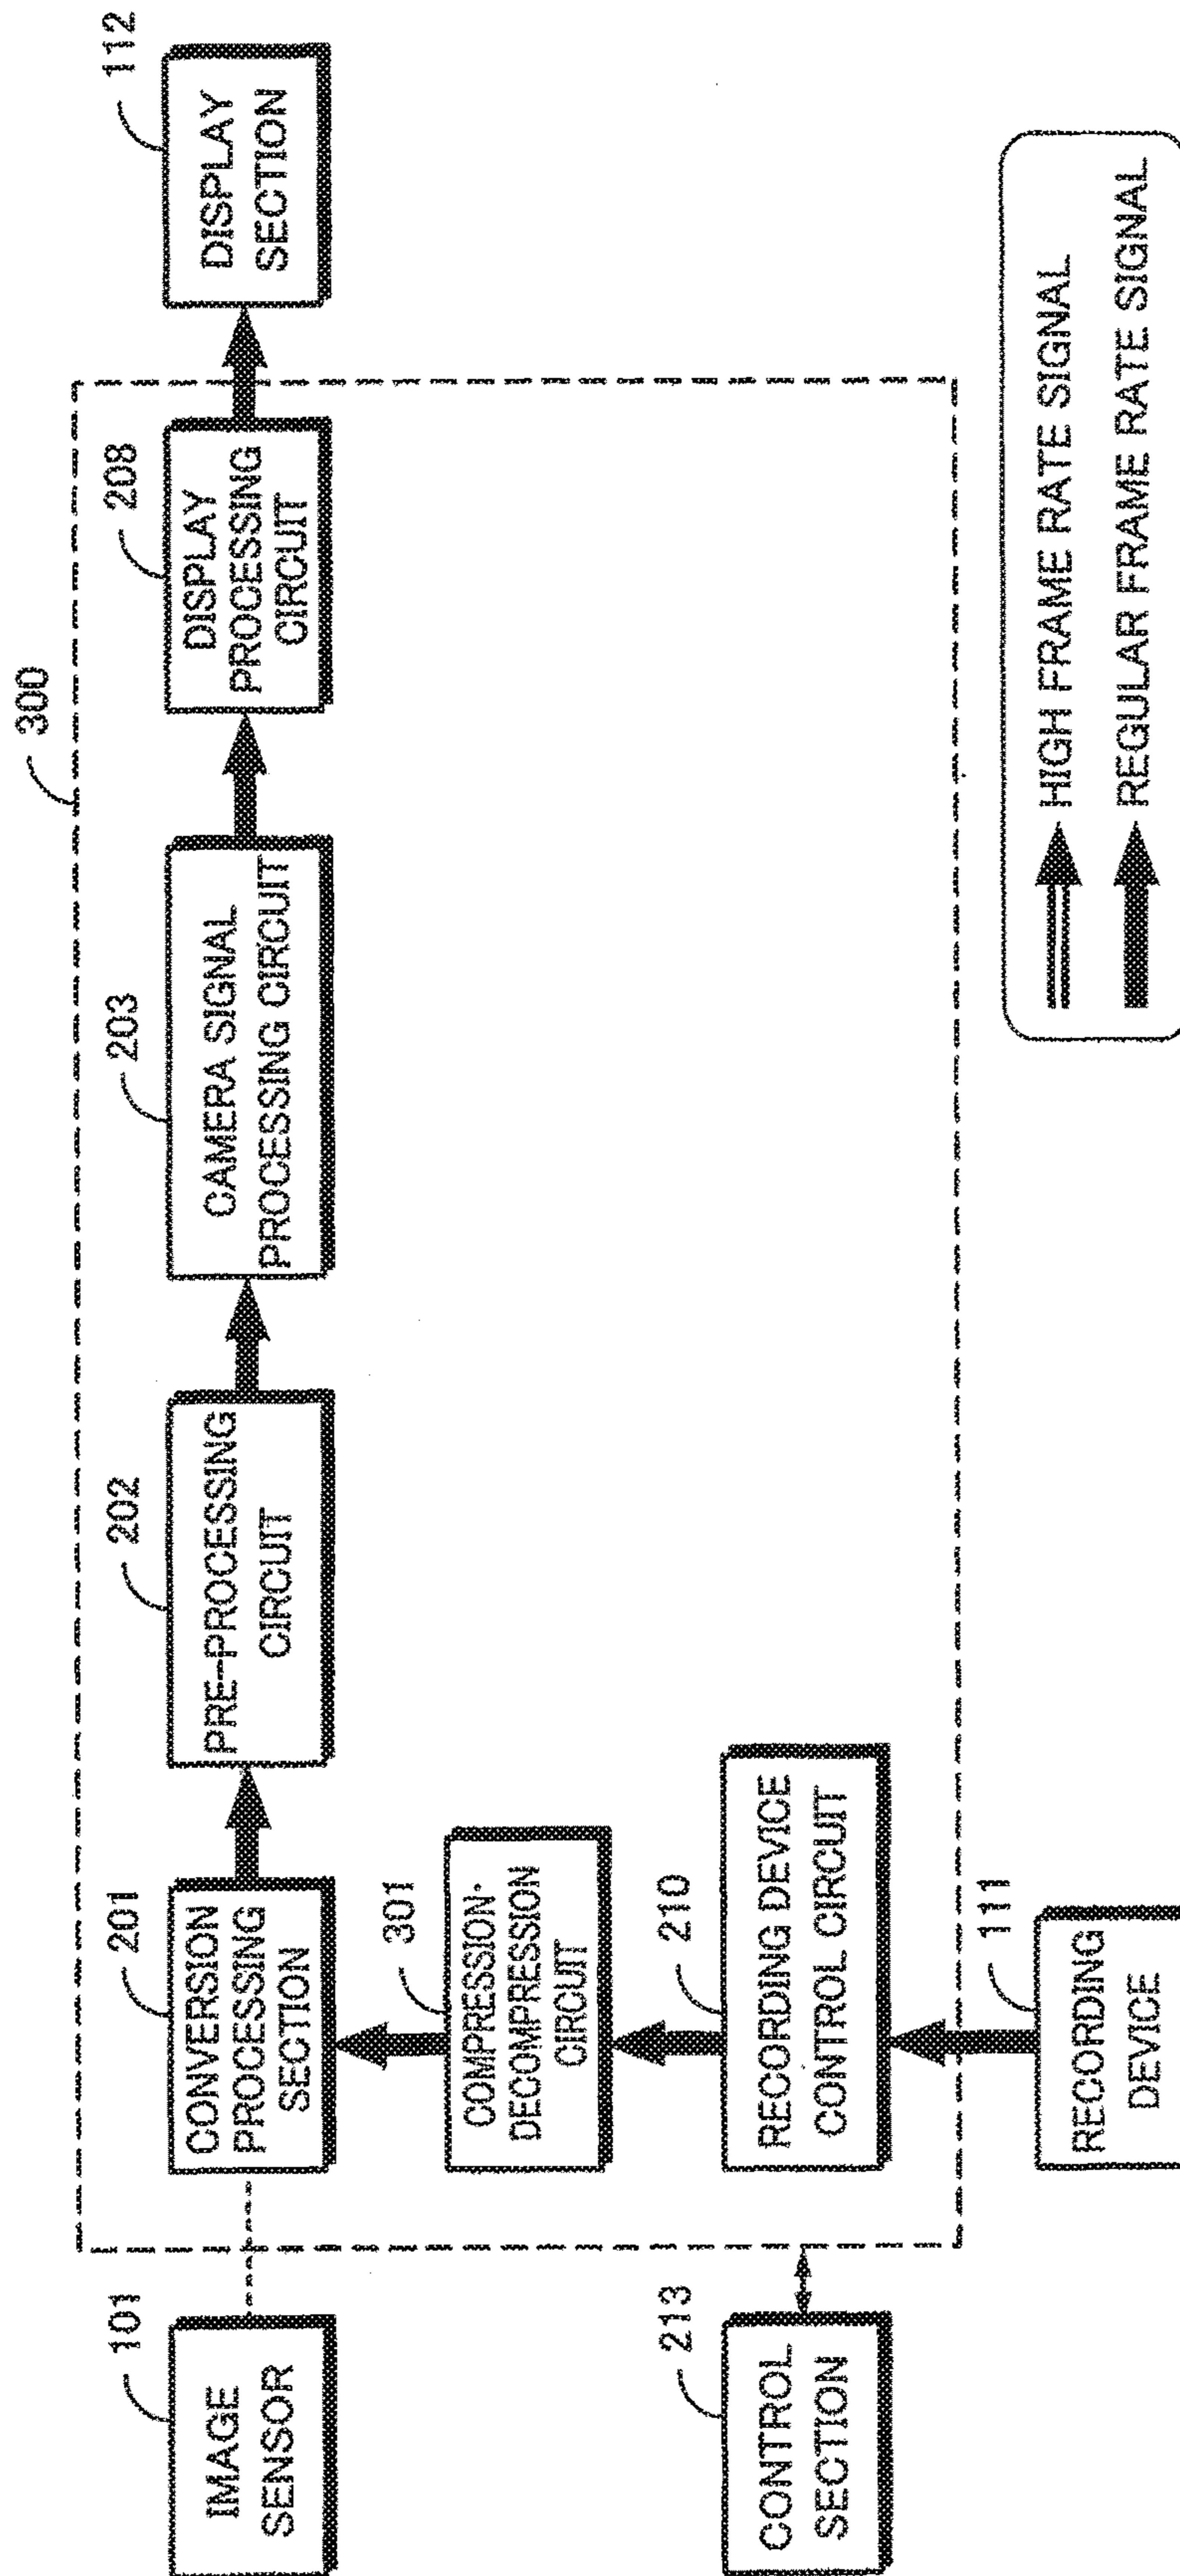 300
101
IMAGE
SENSOR
201
CONVERSION
PROCESSING
SECTION
202
PRE-PROCESSING
CIRCUIT
203
CAMERA SIGNAL
PROCESSING CIRCUIT
208
DISPLAY
PROCESSING
CIRCUIT
112
DISPLAY
SECTION
301
COMPRESSION·
DECOMPRESSION
CIRCUIT
213
CONTROL
SECTION
210
RECORDING DEVICE
CONTROL CIRCUIT
111
RECORDING
DEVICE
HIGH FRAME RATE SIGNAL
REGULAR FRAME RATE SIGNAL